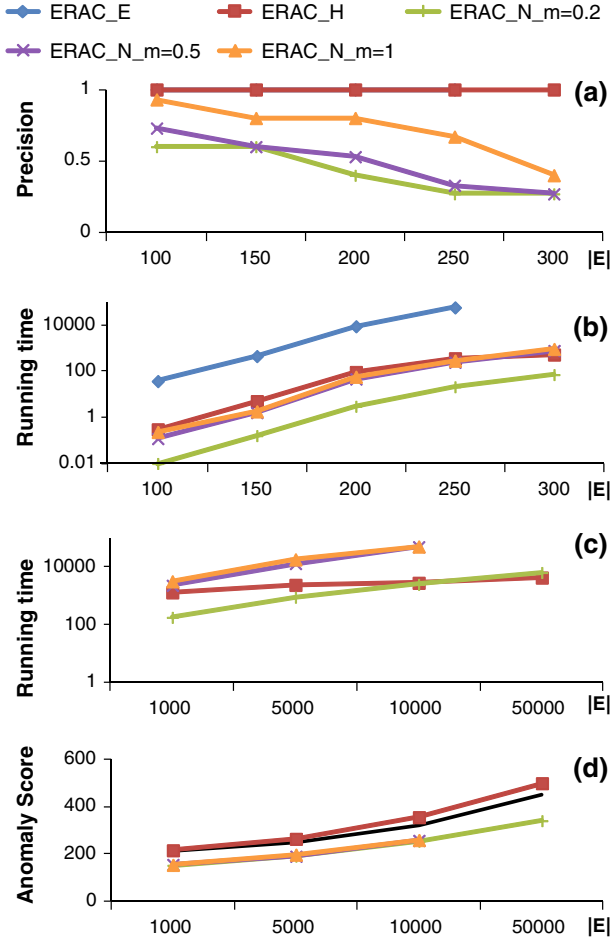 ERAC_E ERAC_H ERAC_N_m=0.2
ERAC_N_m=0.5 ERAC_N_m=1
(a)
Precision
1
0.5
0
100 150 200 250 300 |E|
(b)
Running time
10000
100
1
0.01
100 150 200 250 300 |E|
(c)
Running time
10000
100
1
1000 5000 10000 50000 |E|
(d)
Anomaly Score
600
400
200
0
1000 5000 10000 50000 |E|